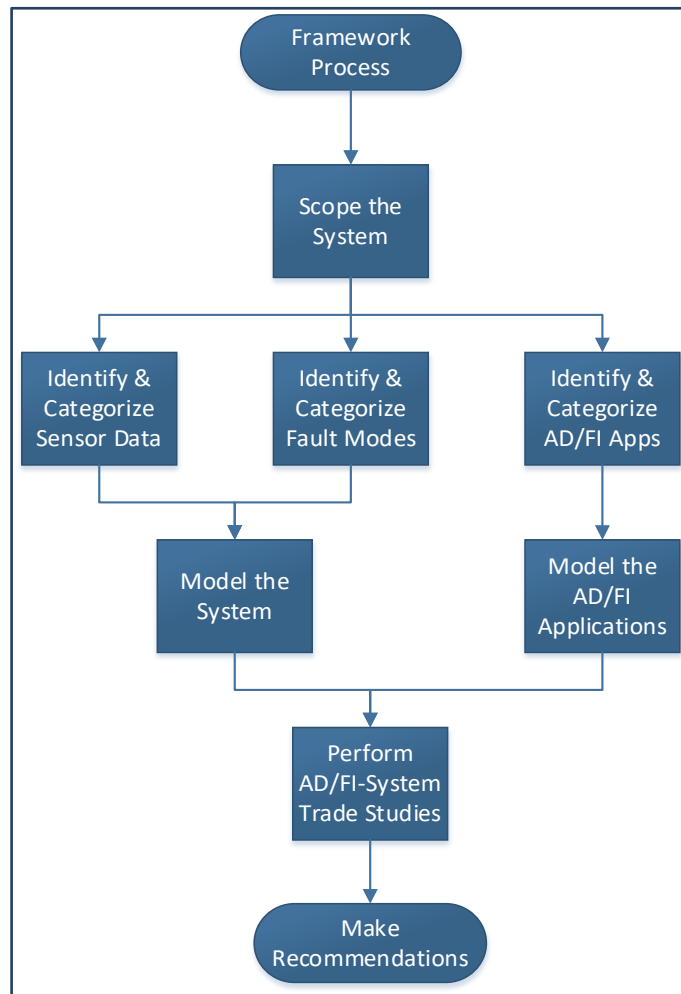 Framework
Process
Scope the
System
Identify &
Categorize
Sensor Data
Identify &
Categorize
Fault Modes
Identify &
Categorize
AD/FI Apps
Model the
System
Model the
AD/FI
Applications
Perform
AD/FI-System
Trade Studies
Make
Recommendations